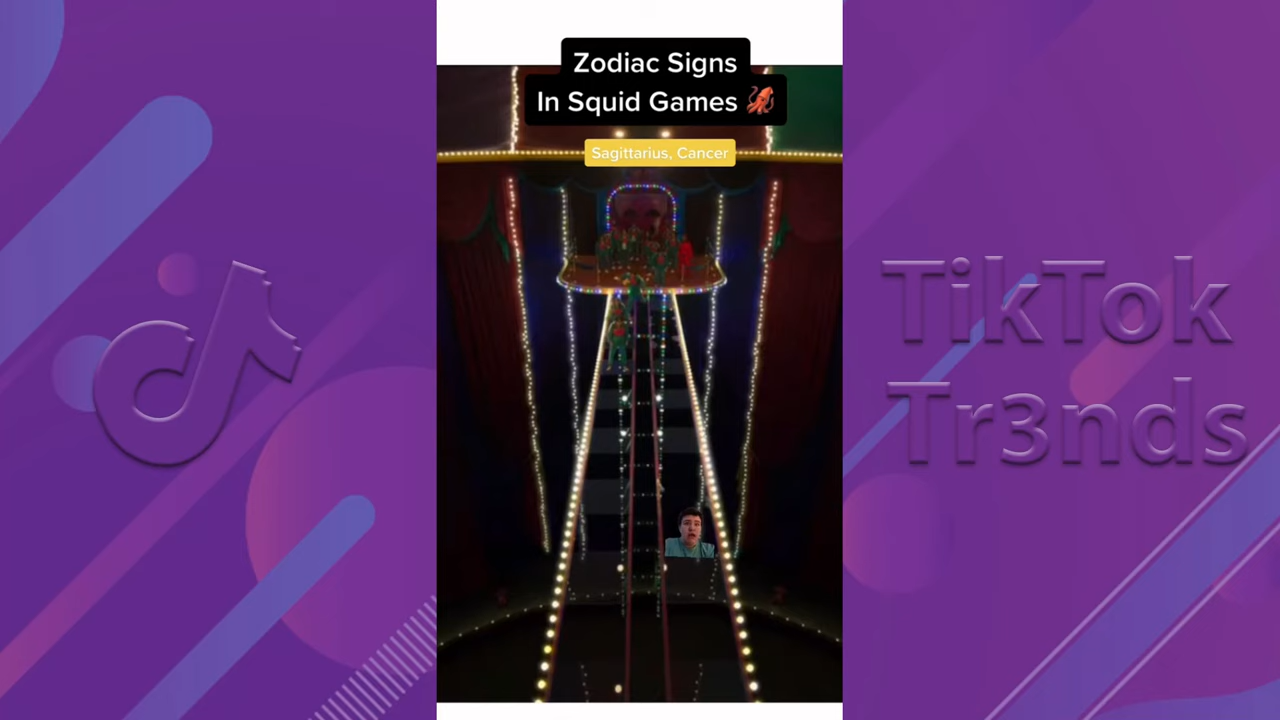 Zodiac Signs
In Squid Games 🦑
Sagittarius, Cancer
TikTok
Tr3nds